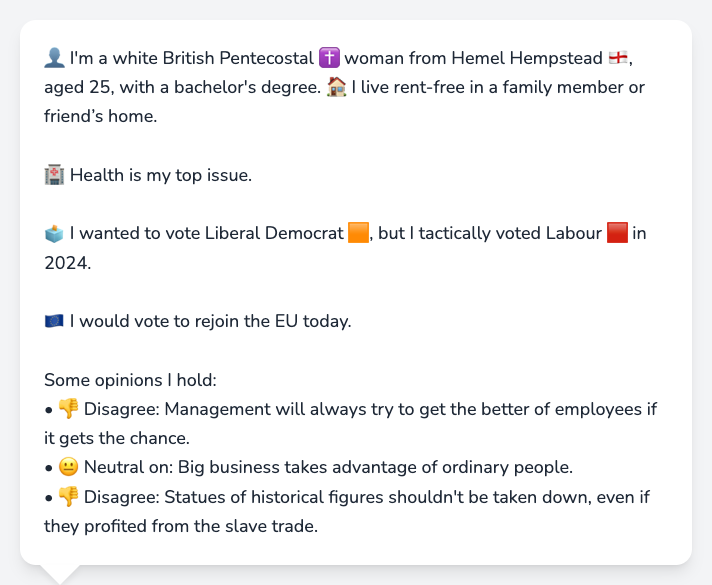 👤 I'm a white British Pentecostal ✝️ woman from Hemel Hempstead 🏴󠁧󠁢󠁥󠁮󠁧󠁿,
aged 25, with a bachelor's degree. 🏠 I live rent-free in a family member or
friend’s home.
🏥 Health is my top issue.
🗳️ I wanted to vote Liberal Democrat 🟧, but I tactically voted Labour 🟥 in
2024.
🇪🇺 I would vote to rejoin the EU today.
Some opinions I hold:
• 👎 Disagree: Management will always try to get the better of employees if
it gets the chance.
• 😐 Neutral on: Big business takes advantage of ordinary people.
• 👎 Disagree: Statues of historical figures shouldn't be taken down, even if
they profited from the slave trade.